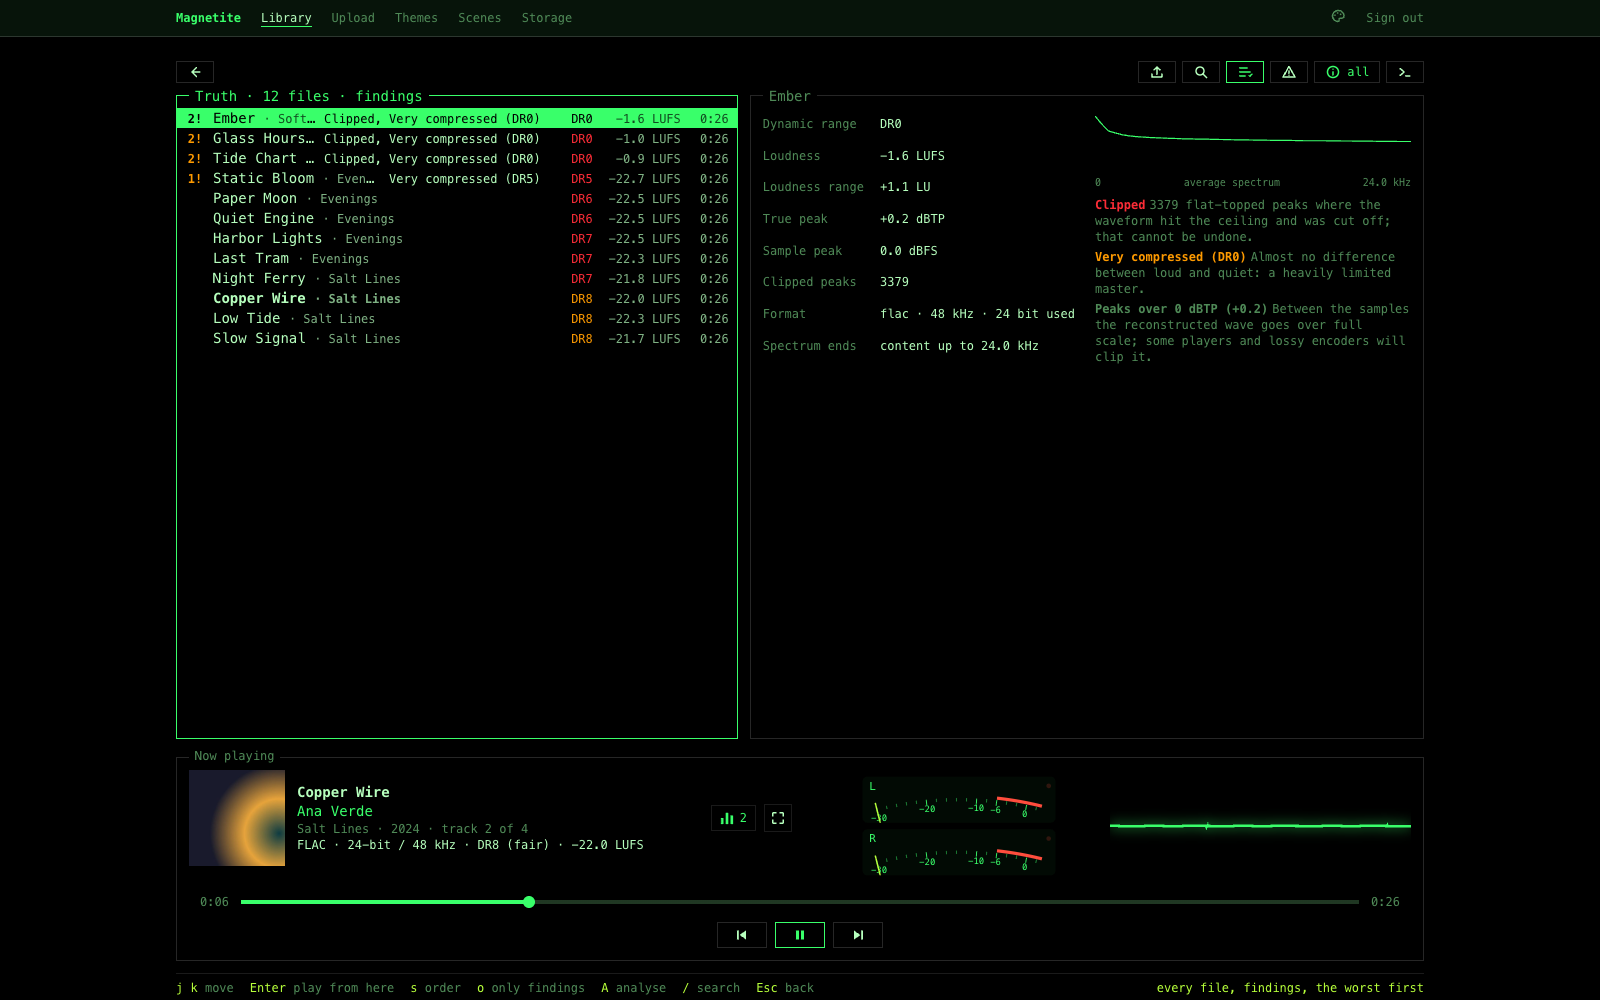 Magnetite Library Upload Themes Scenes Storage Sign out
all
Truth · 12 files · findings
2! Ember · Soft… Clipped, Very compressed (DR0) DR0 −1.6 LUFS 0:26
2! Glass Hours… Clipped, Very compressed (DR0) DR0 −1.0 LUFS 0:26
2! Tide Chart … Clipped, Very compressed (DR0) DR0 −0.9 LUFS 0:26
1! Static Bloom · Even… Very compressed (DR5) DR5 −22.7 LUFS 0:26
Paper Moon · Evenings DR6 −22.5 LUFS 0:26
Quiet Engine · Evenings DR6 −22.5 LUFS 0:26
Harbor Lights · Evenings DR7 −22.5 LUFS 0:26
Last Tram · Evenings DR7 −22.3 LUFS 0:26
Night Ferry · Salt Lines DR7 −21.8 LUFS 0:26
Copper Wire · Salt Lines DR8 −22.0 LUFS 0:26
Low Tide · Salt Lines DR8 −22.3 LUFS 0:26
Slow Signal · Salt Lines DR8 −21.7 LUFS 0:26
Ember
Dynamic range DR0
Loudness −1.6 LUFS
Loudness range +1.1 LU
True peak +0.2 dBTP
Sample peak 0.0 dBFS
Clipped peaks 3379
Format flac · 48 kHz · 24 bit used
Spectrum ends content up to 24.0 kHz
0 average spectrum 24.0 kHz
Clipped 3379 flat-topped peaks where the
waveform hit the ceiling and was cut off;
that cannot be undone.
Very compressed (DR0) Almost no difference
between loud and quiet: a heavily limited
master.
Peaks over 0 dBTP (+0.2) Between the samples
the reconstructed wave goes over full
scale; some players and lossy encoders will
clip it.
Now playing
Copper Wire
Ana Verde
Salt Lines · 2024 · track 2 of 4
FLAC · 24-bit / 48 kHz · DR8 (fair) · −22.0 LUFS
2
L
−30 −20 −10 −6 0
R
−30 −20 −10 −6 0
0:06 0:26
j k move Enter play from here s order o only findings A analyse / search Esc back every file, findings, the worst first